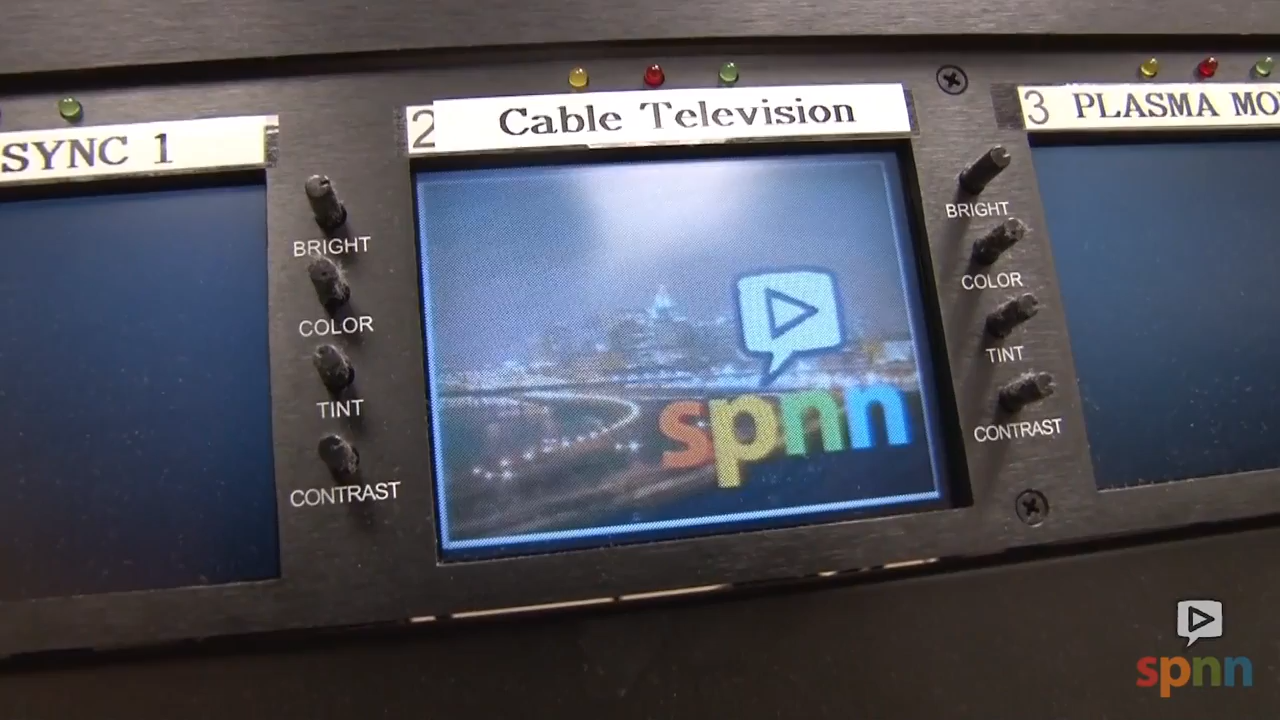 SYNC 1
2 Cable Television
3 PLASMA MO
BRIGHT
COLOR
TINT
CONTRAST
spnn
BRIGHT
COLOR
TINT
CONTRAST
spnn